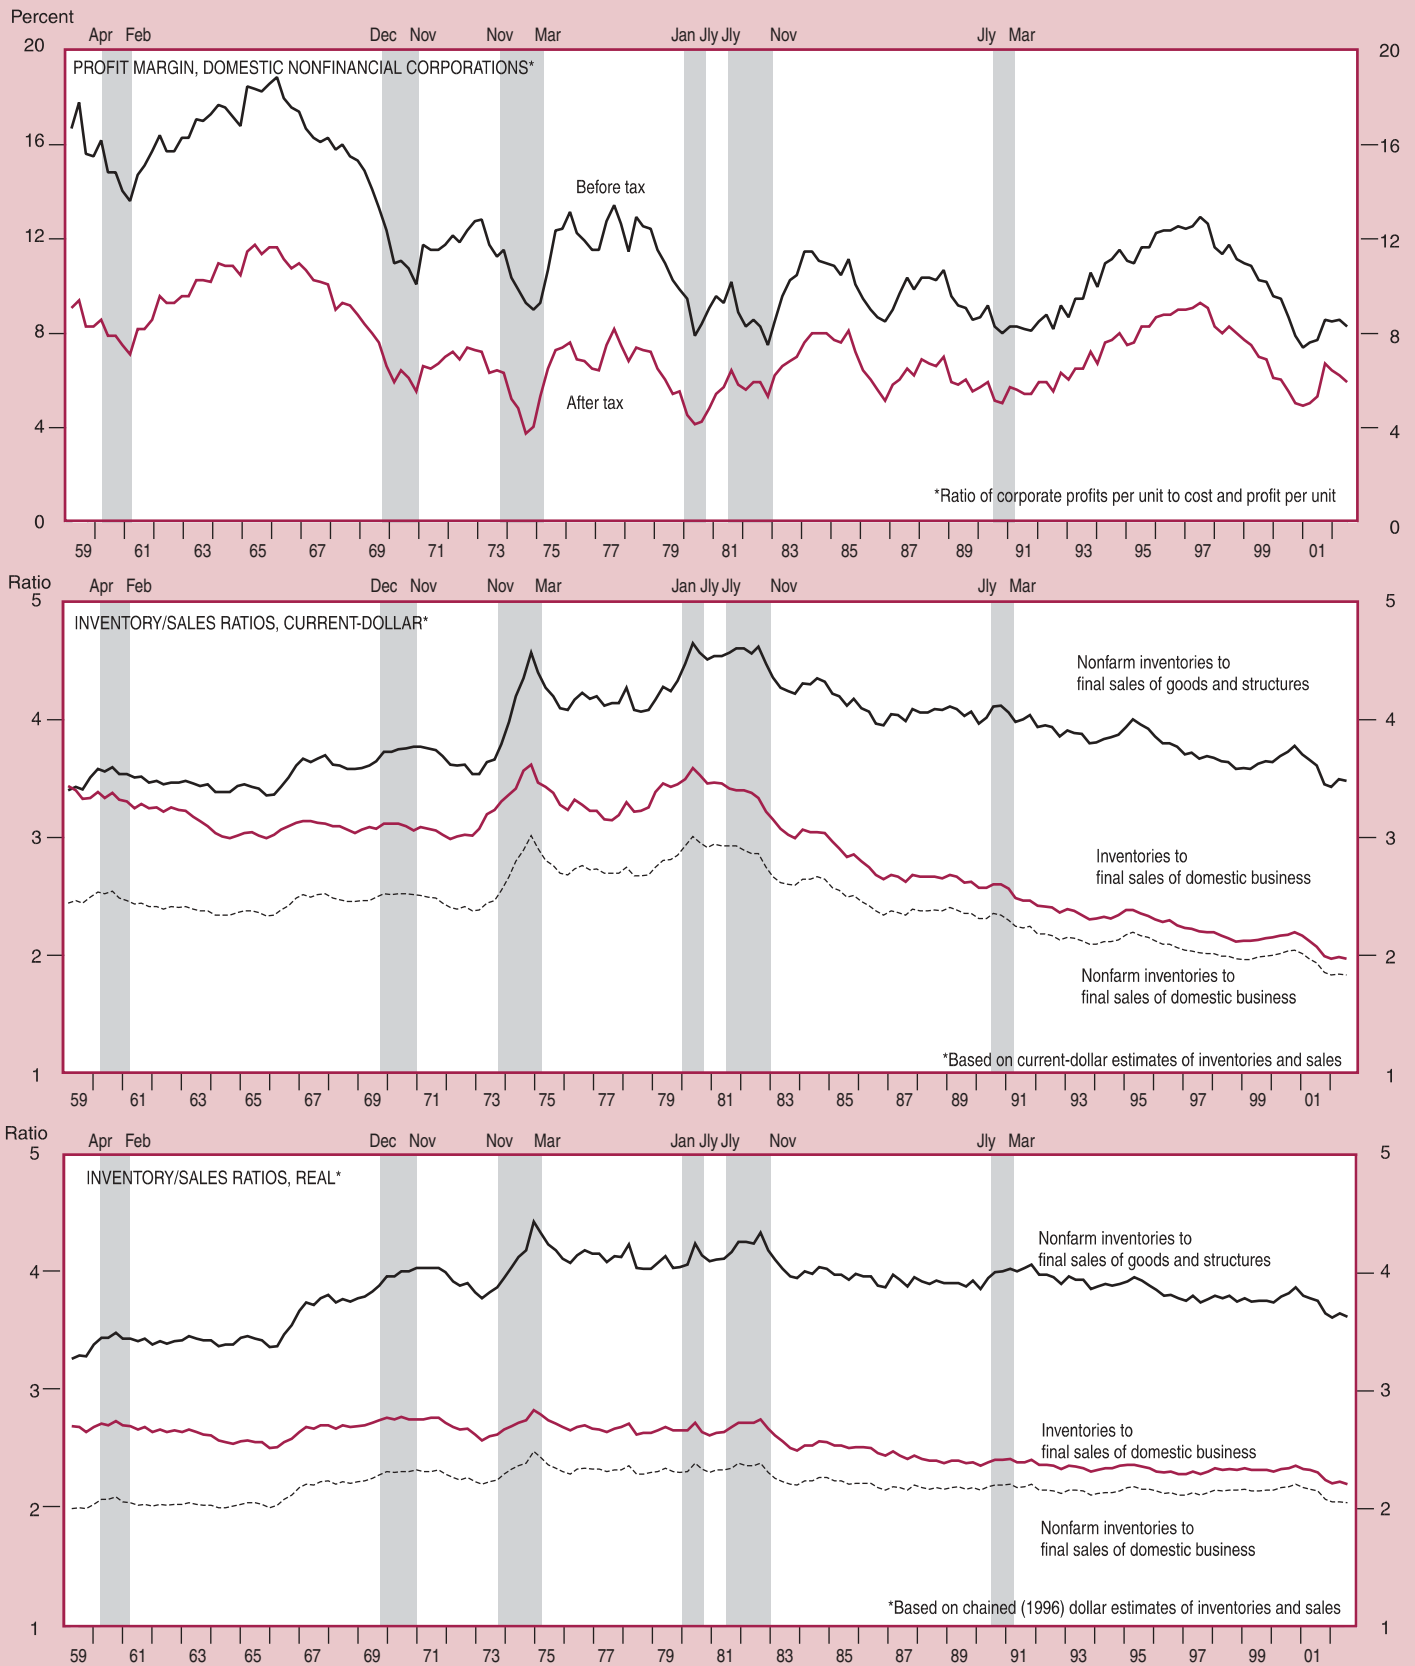 Percent
Apr Feb Dec Nov Nov Mar Jan Jly Jly Nov Jly Mar
20 20
PROFIT MARGIN, DOMESTIC NONFINANCIAL CORPORATIONS*
16 16
Before tax
12 12
8 8
After tax
4 4
*Ratio of corporate profits per unit to cost and profit per unit
0 0
59 61 63 65 67 69 71 73 75 77 79 81 83 85 87 89 91 93 95 97 99 01
Ratio
Apr Feb Dec Nov Nov Mar Jan Jly Jly Nov Jly Mar
5 5
INVENTORY/SALES RATIOS, CURRENT-DOLLAR*
Nonfarm inventories to
final sales of goods and structures
4 4
3 3
Inventories to
final sales of domestic business
2 2
Nonfarm inventories to
final sales of domestic business
*Based on current-dollar estimates of inventories and sales
1 1
59 61 63 65 67 69 71 73 75 77 79 81 83 85 87 89 91 93 95 97 99 01
Ratio
Apr Feb Dec Nov Nov Mar Jan Jly Jly Nov Jly Mar
5 5
INVENTORY/SALES RATIOS, REAL*
Nonfarm inventories to
final sales of goods and structures
4 4
3 3
Inventories to
final sales of domestic business
2 2
Nonfarm inventories to
final sales of domestic business
*Based on chained (1996) dollar estimates of inventories and sales
1 1
59 61 63 65 67 69 71 73 75 77 79 81 83 85 87 89 91 93 95 97 99 01